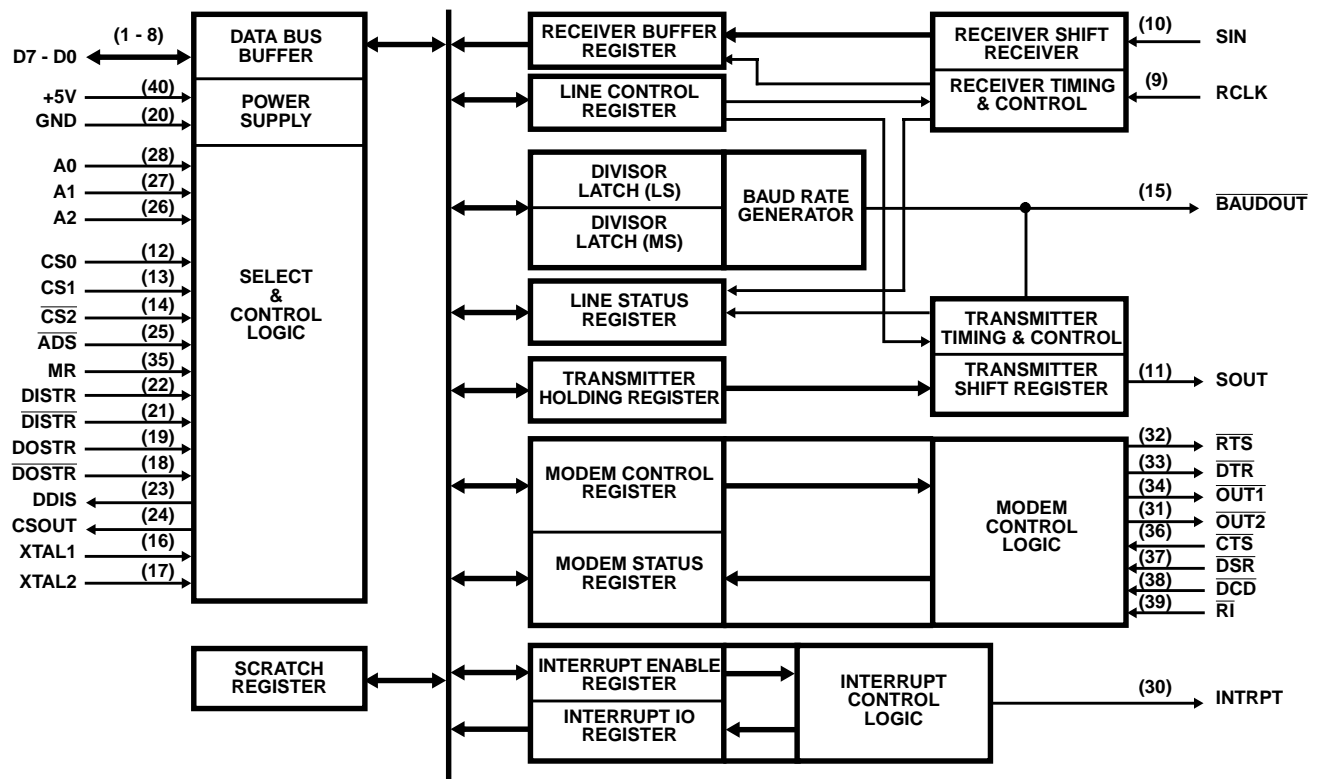 D7 - D0
(1 - 8)
+5V
(40)
GND
(20)
A0
(28)
A1
(27)
A2
(26)
CS0
(12)
CS1
(13)
CS2
(14)
ADS
(25)
MR
(35)
DISTR
(22)
DISTR
(21)
DOSTR
(19)
DOSTR
(18)
DDIS
(23)
CSOUT
(24)
XTAL1
(16)
XTAL2
(17)
DATA BUS
BUFFER
POWER
SUPPLY
SELECT
&
CONTROL
LOGIC
SCRATCH
REGISTER
RECEIVER BUFFER
REGISTER
LINE CONTROL
REGISTER
DIVISOR
LATCH (LS)
DIVISOR
LATCH (MS)
BAUD RATE
GENERATOR
LINE STATUS
REGISTER
TRANSMITTER
HOLDING REGISTER
MODEM CONTROL
REGISTER
MODEM STATUS
REGISTER
INTERRUPT ENABLE
REGISTER
INTERRUPT IO
REGISTER
RECEIVER SHIFT
RECEIVER
RECEIVER TIMING
& CONTROL
TRANSMITTER
TIMING & CONTROL
TRANSMITTER
SHIFT REGISTER
MODEM
CONTROL
LOGIC
INTERRUPT
CONTROL
LOGIC
(10)
SIN
(9)
RCLK
(15)
BAUDOUT
(11)
SOUT
(32)
RTS
(33)
DTR
(34)
OUT1
(31)
OUT2
(36)
CTS
(37)
DSR
(38)
DCD
(39)
RI
(30)
INTRPT